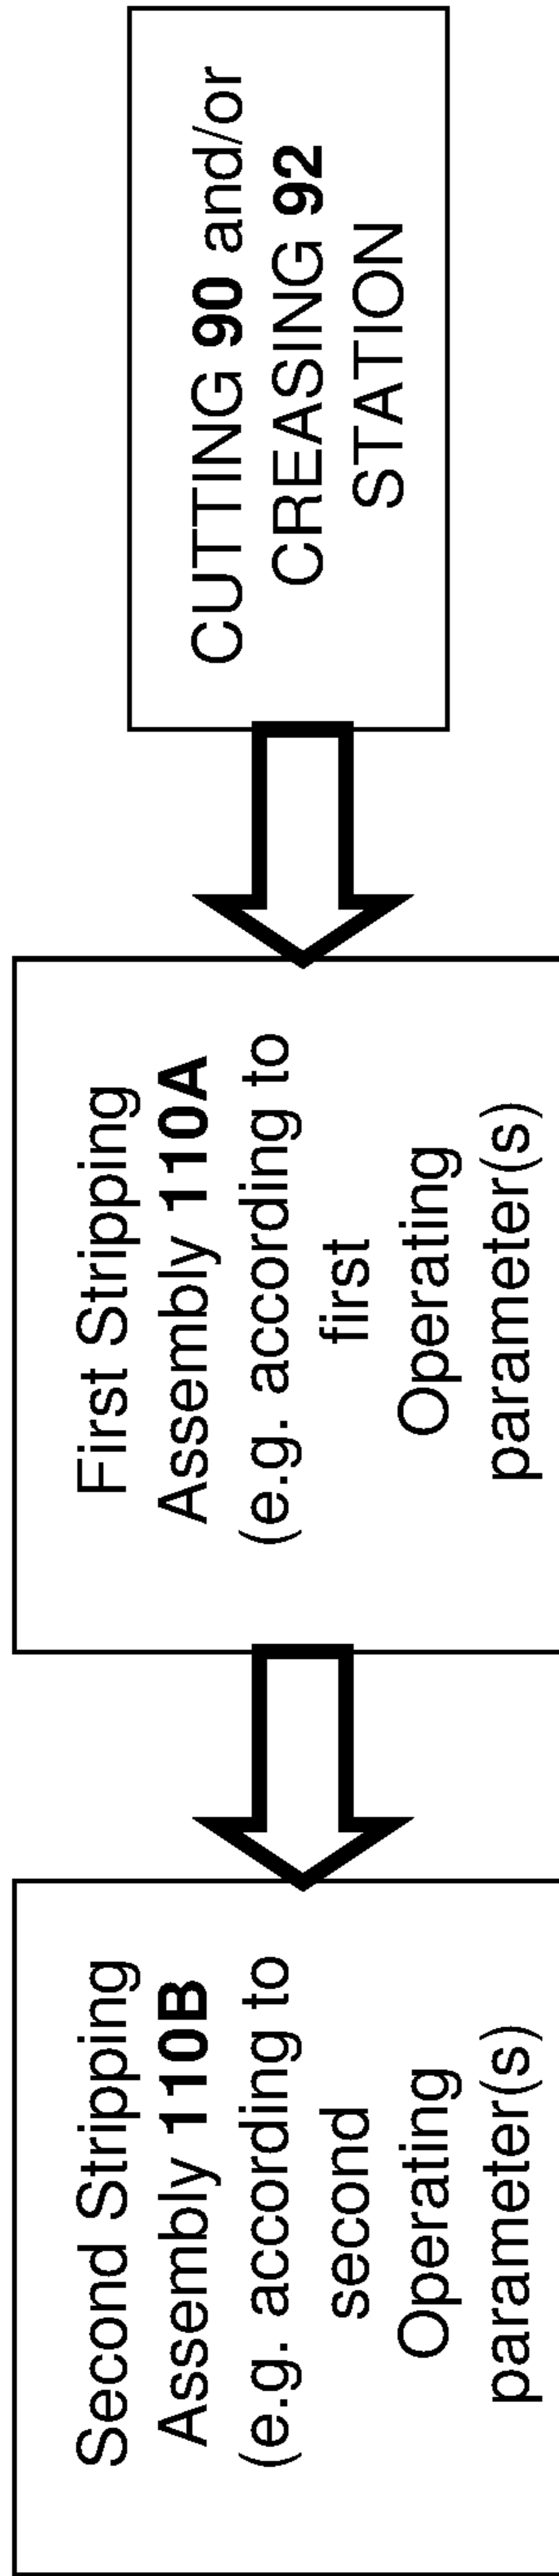 CUTTING 90 and/or
CREASING 92
STATION
First Stripping
Assembly 110A
(e.g. according to
first
Operating
parameter(s)
Second Stripping
Assembly 110B
(e.g. according to
second
Operating
parameter(s)